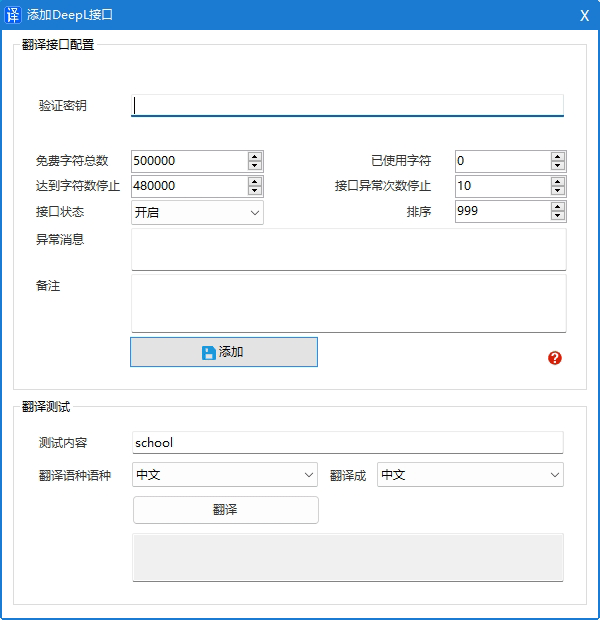 译 添加DeepL接口 X
翻译接口配置
验证密钥
免费字符总数 500000 已使用字符 0
达到字符数停止 480000 接口异常次数停止 10
接口状态 开启 排序 999
异常消息
备注
添加 ?
翻译测试
测试内容 school
翻译语种语种 中文 翻译成 中文
翻译